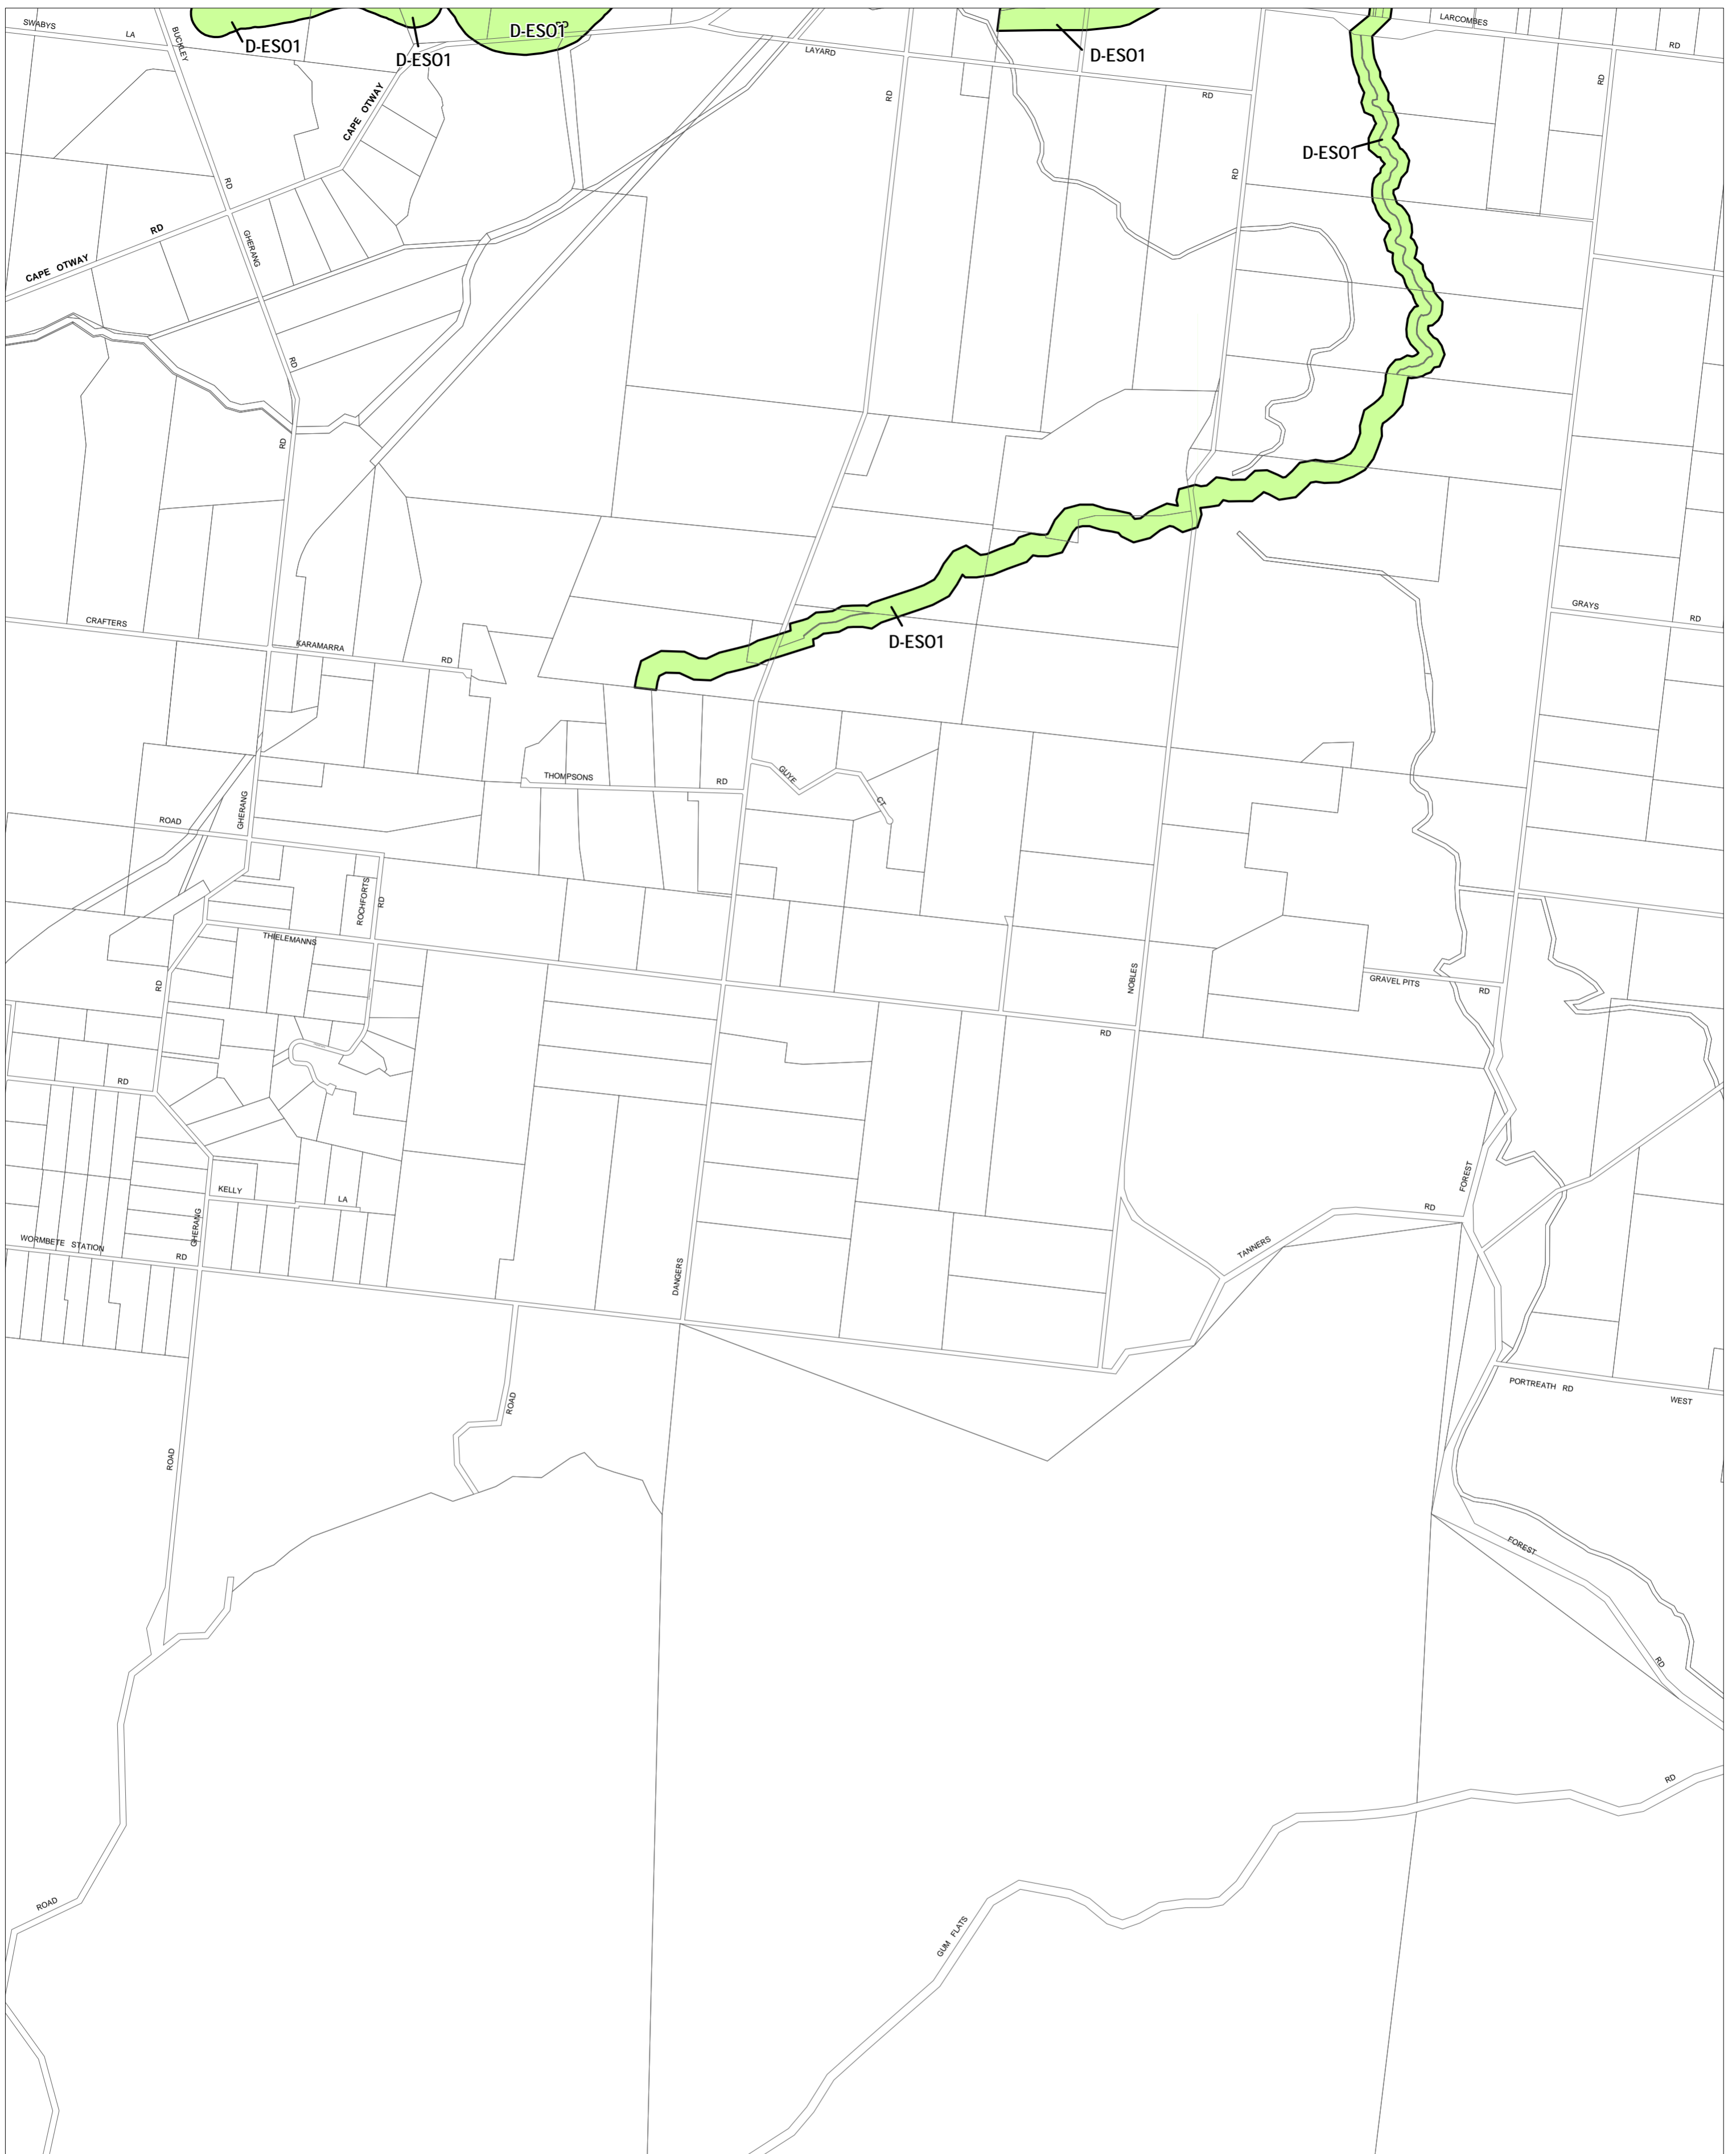 SWABYS
LA
BUCKLEY
D-ESO1
D-ESO1
D-ESO1
LAYARD
D-ESO1
LARCOMBES
RD
RD
RD
RD
CAPE OTWAY
D-ESO1
RD
RD
RD
CAPE OTWAY
GHERANG
RD
RD
CRAFTERS
KARAMARRA
RD
D-ESO1
GRAYS
RD
THOMPSONS
RD
GUYE
CT
ROAD
GHERANG
ROCHFORTS
RD
THIELEMANNS
RD
NOBLES
GRAVEL PITS
RD
RD
RD
FOREST
KELLY
LA
GHERANG
WORMBETE STATION
RD
DANGERS
TANNERS
RD
PORTREATH RD
WEST
ROAD
ROAD
FOREST
RD
RD
ROAD
GUM FLATS